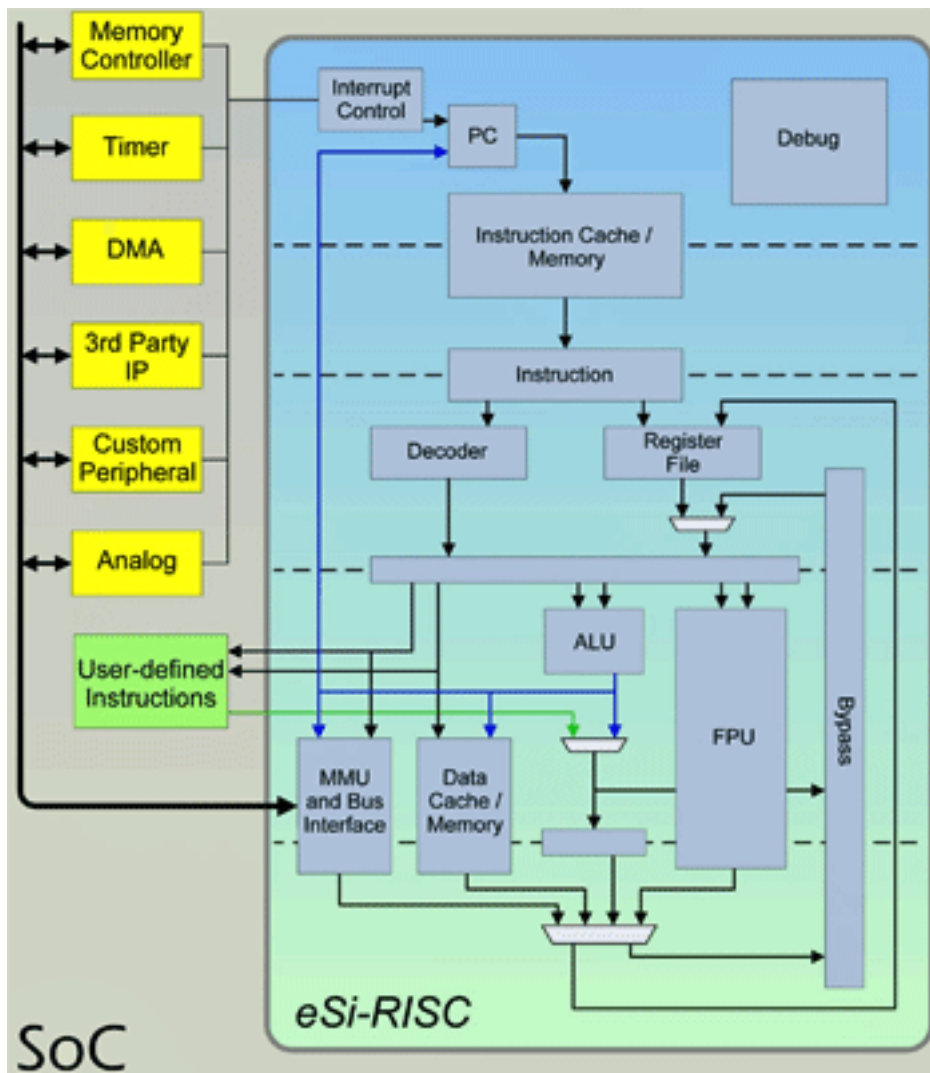 Memory
Controller
Timer
DMA
3rd Party
IP
Custom
Peripheral
Analog
User-defined
Instructions
Interrupt
Control
PC
Debug
Instruction Cache /
Memory
Instruction
Decoder
Register
File
ALU
FPU
Bypass
MMU
and Bus
Interface
Data
Cache /
Memory
eSi-RISC
SoC